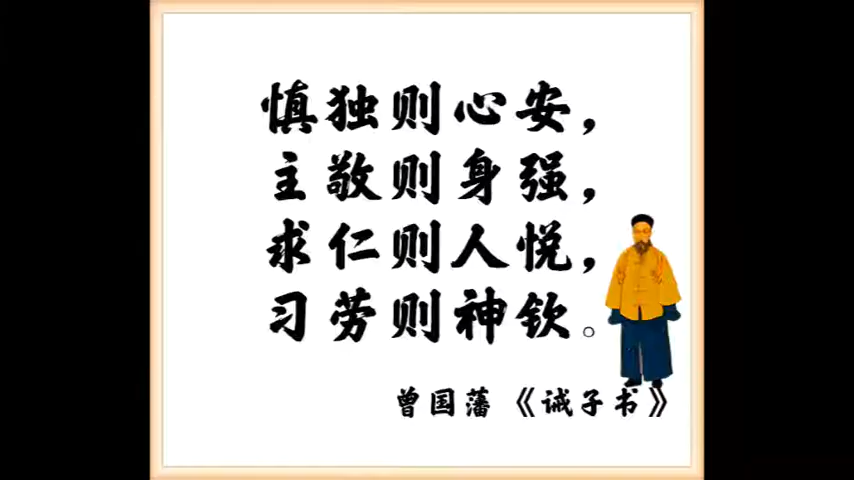 慎独则心安，
主敬则身强，
求仁则人悦，
习劳则神钦。
曾国藩《诫子书》